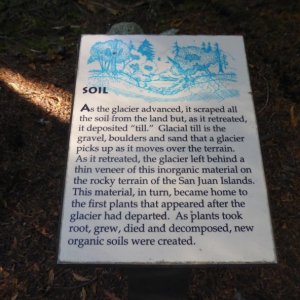 SOIL
As the glacier advanced, it scraped all
the soil from the land but, as it retreated,
it deposited "till." Glacial till is the
gravel, boulders and sand that a glacier
picks up as it moves over the terrain.
As it retreated, the glacier left behind a
thin veneer of this inorganic material on
the rocky terrain of the San Juan Islands.
This material, in turn, became home to
the first plants that appeared after the
glacier had departed. As plants took
root, grew, died and decomposed, new
organic soils were created.